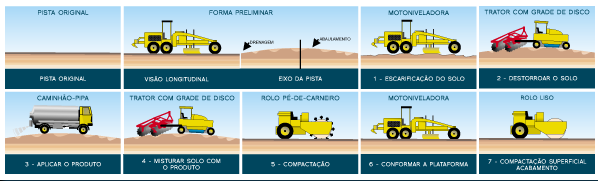 PISTA ORIGINAL
FORMA PRELIMINAR
MOTONIVELADORA
TRATOR COM GRADE DE DISCO
DRENAGEM
ABAULAMENTO
PISTA ORIGINAL
VISÃO LONGITUDINAL
EIXO DA PISTA
1 - ESCARIFICAÇÃO DO SOLO
2 - DESTORROAR O SOLO
CAMINHÃO-PIPA
TRATOR COM GRADE DE DISCO
ROLO PÉ-DE-CARNEIRO
MOTONIVELADORA
ROLO LISO
3 - APLICAR O PRODUTO
4 - MISTURAR SOLO COM
O PRODUTO
5 - COMPACTAÇÃO
6 - CONFORMAR A PLATAFORMA
7 - COMPACTAÇÃO SUPERFICIAL
ACABAMENTO